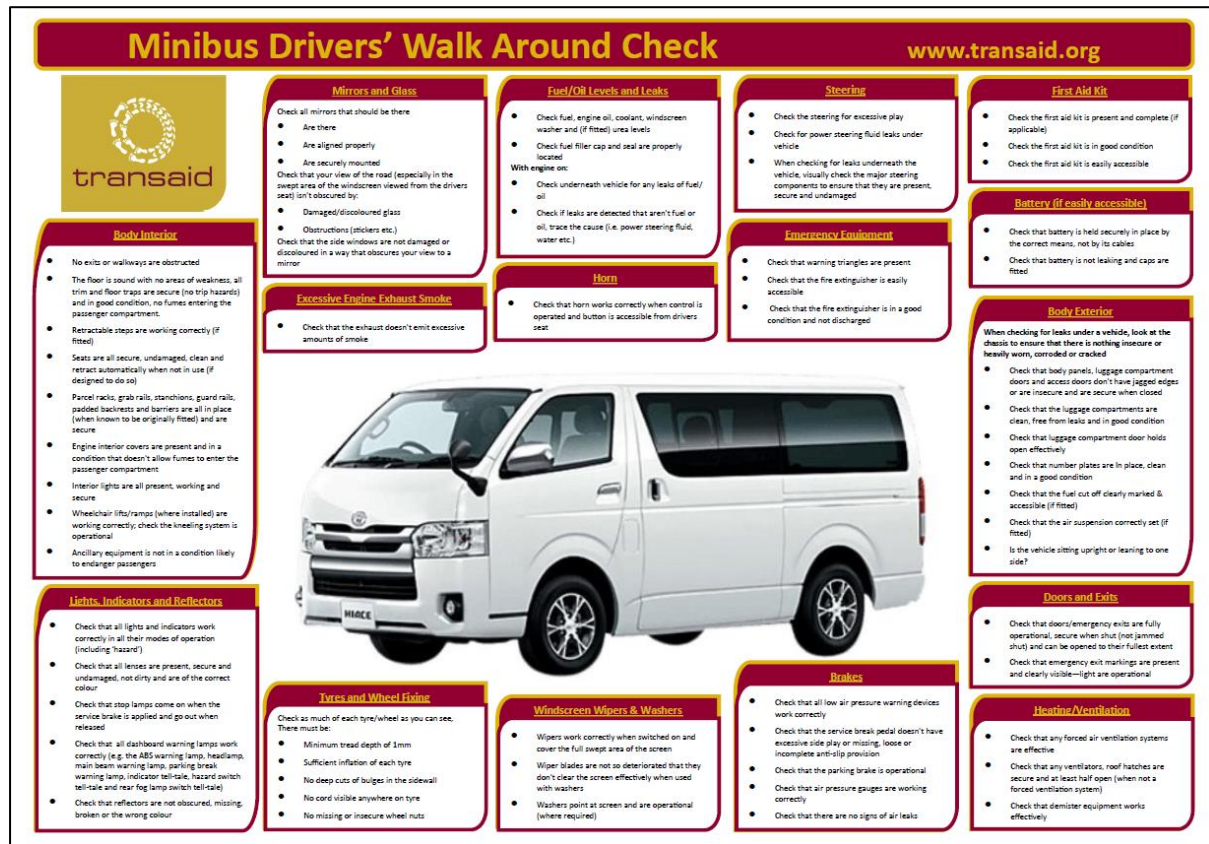 Minibus Drivers’ Walk Around Check
www.transaid.org
transaid
Mirrors and Glass
Check all mirrors that should be there
● Are there
● Are aligned properly
● Are securely mounted
Check that your view of the road (especially in the
swept area of the windscreen viewed from the drivers
seat) isn't obscured by:
● Damaged/discoloured glass
● Obstructions (stickers etc.)
Check that the side windows are not damaged or
discoloured in a way that obscures your view to a
mirror
Fuel/Oil Levels and Leaks
● Check fuel, engine oil, coolant, windscreen
washer and (if fitted) urea levels
● Check fuel filler cap and seal are properly
located
With engine on:
● Check underneath vehicle for any leaks of fuel/
oil
● Check if leaks are detected that aren't fuel or
oil, trace the cause (i.e. power steering fluid,
water etc.)
Steering
● Check the steering for excessive play
● Check for power steering fluid leaks under
vehicle
● When checking for leaks underneath the
vehicle, visually check the major steering
components to ensure that they are present,
secure and undamaged
First Aid Kit
● Check the first aid kit is present and complete (if
applicable)
● Check the first aid kit is in good condition
● Check the first aid kit is easily accessible
Battery (if easily accessible)
● Check that battery is held securely in place by
the correct means, not by its cables
● Check that battery is not leaking and caps are
fitted
Body Interior
● No exits or walkways are obstructed
● The floor is sound with no areas of weakness, all
trim and floor traps are secure (no trip hazards)
and in good condition, no fumes entering the
passenger compartment.
● Retractable steps are working correctly (if
fitted)
● Seats are all secure, undamaged, clean and
retract automatically when not in use (if
designed to do so)
● Parcel racks, grab rails, stanchions, guard rails,
padded backrests and barriers are all in place
(when known to be originally fitted) and are
secure
● Engine interior covers are present and in a
condition that doesn't allow fumes to enter the
passenger compartment
● Interior lights are all present, working and
secure
● Wheelchair lifts/ramps (where installed) are
working correctly; check the kneeling system is
operational
● Ancillary equipment is not in a condition likely
to endanger passengers
Excessive Engine Exhaust Smoke
● Check that the exhaust doesn't emit excessive
amounts of smoke
Horn
● Check that horn works correctly when control is
operated and button is accessible from drivers
seat
Emergency Equipment
● Check that warning triangles are present
● Check that the fire extinguisher is easily
accessible
● Check that the fire extinguisher is in a good
condition and not discharged
Body Exterior
When checking for leaks under a vehicle, look at the
chassis to ensure that there is nothing insecure or
heavily worn, corroded or cracked
● Check that body panels, luggage compartment
doors and access doors don't have jagged edges
or are insecure and are secure when closed
● Check that the luggage compartments are
clean, free from leaks and in good condition
● Check that luggage compartment door holds
open effectively
● Check that number plates are In place, clean
and in a good condition
● Check that the fuel cut off clearly marked &
accessible (if fitted)
● Check that the air suspension correctly set (if
fitted)
● Is the vehicle sitting upright or leaning to one
side?
HIACE
Lights, Indicators and Reflectors
● Check that all lights and indicators work
correctly in all their modes of operation
(including 'hazard')
● Check that all lenses are present, secure and
undamaged, not dirty and are of the correct
colour
● Check that stop lamps come on when the
service brake is applied and go out when
released
● Check that all dashboard warning lamps work
correctly (e.g. the ABS warning lamp, headlamp,
main beam warning lamp, parking break
warning lamp, indicator tell-tale, hazard switch
tell-tale and rear fog lamp switch tell-tale)
● Check that reflectors are not obscured, missing,
broken or the wrong colour
Tyres and Wheel Fixing
Check as much of each tyre/wheel as you can see,
There must be:
● Minimum tread depth of 1mm
● Sufficient inflation of each tyre
● No deep cuts of bulges in the sidewall
● No cord visible anywhere on tyre
● No missing or insecure wheel nuts
Windscreen Wipers & Washers
● Wipers work correctly when switched on and
cover the full swept area of the screen
● Wiper blades are not so deteriorated that they
don't clear the screen effectively when used
with washers
● Washers point at screen and are operational
(where required)
Brakes
● Check that all low air pressure warning devices
work correctly
● Check that the service break pedal doesn't have
excessive side play or missing, loose or
incomplete anti-slip provision
● Check that the parking brake is operational
● Check that air pressure gauges are working
correctly
● Check that there are no signs of air leaks
Doors and Exits
● Check that doors/emergency exits are fully
operational, secure when shut (not jammed
shut) and can be opened to their fullest extent
● Check that emergency exit markings are present
and clearly visible—light are operational
Heating/Ventilation
● Check that any forced air ventilation systems
are effective
● Check that any ventilators, roof hatches are
secure and at least half open (when not a
forced ventilation system)
● Check that demister equipment works
effectively